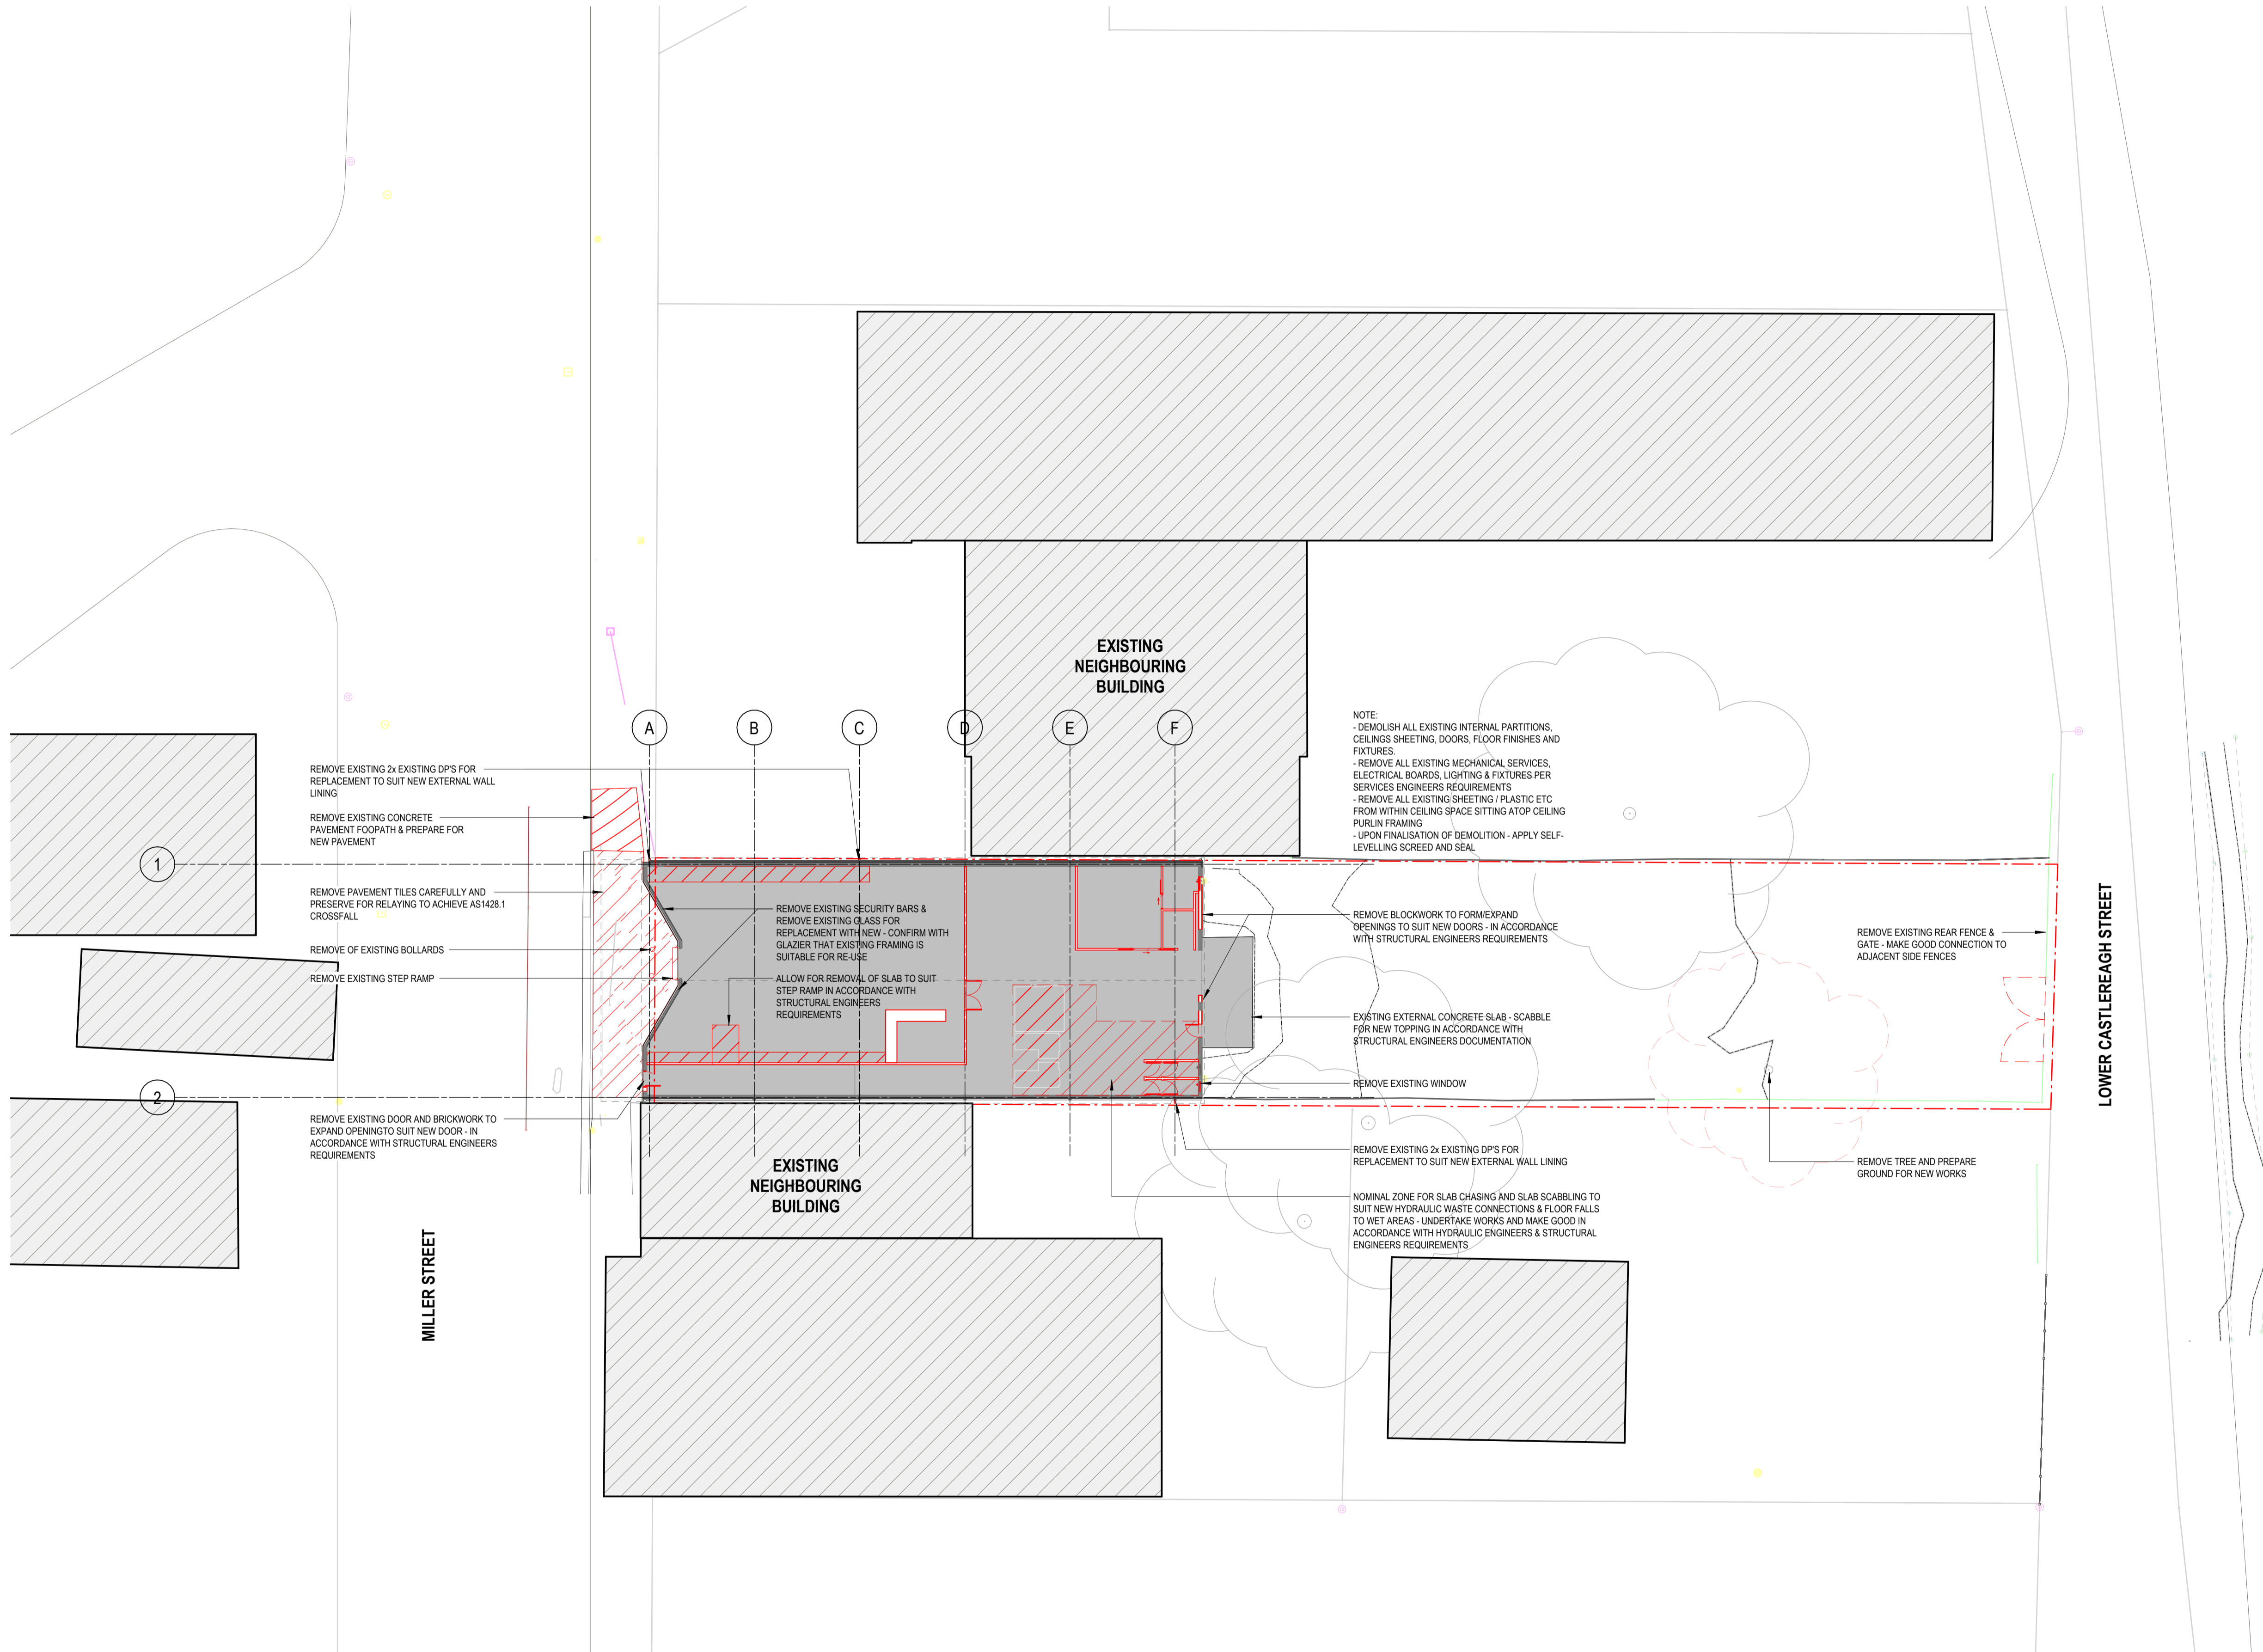 EXISTING
NEIGHBOURING
BUILDING
A
B
C
D
E
F
1
2
REMOVE EXISTING 2x EXISTING DP'S FOR
REPLACEMENT TO SUIT NEW EXTERNAL WALL
LINING
REMOVE EXISTING CONCRETE
PAVEMENT FOOPATH & PREPARE FOR
NEW PAVEMENT
REMOVE PAVEMENT TILES CAREFULLY AND
PRESERVE FOR RELAYING TO ACHIEVE AS1428.1
CROSSFALL
REMOVE OF EXISTING BOLLARDS
REMOVE EXISTING STEP RAMP
REMOVE EXISTING DOOR AND BRICKWORK TO
EXPAND OPENINGTO SUIT NEW DOOR - IN
ACCORDANCE WITH STRUCTURAL ENGINEERS
REQUIREMENTS
REMOVE EXISTING SECURITY BARS &
REMOVE EXISTING GLASS FOR
REPLACEMENT WITH NEW - CONFIRM WITH
GLAZIER THAT EXISTING FRAMING IS
SUITABLE FOR RE-USE
ALLOW FOR REMOVAL OF SLAB TO SUIT
STEP RAMP IN ACCORDANCE WITH
STRUCTURAL ENGINEERS
REQUIREMENTS
NOTE:
- DEMOLISH ALL EXISTING INTERNAL PARTITIONS,
CEILINGS SHEETING, DOORS, FLOOR FINISHES AND
FIXTURES.
- REMOVE ALL EXISTING MECHANICAL SERVICES,
ELECTRICAL BOARDS, LIGHTING & FIXTURES PER
SERVICES ENGINEERS REQUIREMENTS
- REMOVE ALL EXISTING SHEETING / PLASTIC ETC
FROM WITHIN CEILING SPACE SITTING ATOP CEILING
PURLIN FRAMING
- UPON FINALISATION OF DEMOLITION - APPLY SELF-
LEVELLING SCREED AND SEAL
REMOVE BLOCKWORK TO FORM/EXPAND
OPENINGS TO SUIT NEW DOORS - IN ACCORDANCE
WITH STRUCTURAL ENGINEERS REQUIREMENTS
EXISTING EXTERNAL CONCRETE SLAB - SCABBLE
FOR NEW TOPPING IN ACCORDANCE WITH
STRUCTURAL ENGINEERS DOCUMENTATION
REMOVE EXISTING WINDOW
REMOVE EXISTING 2x EXISTING DP'S FOR
REPLACEMENT TO SUIT NEW EXTERNAL WALL LINING
NOMINAL ZONE FOR SLAB CHASING AND SLAB SCABBLING TO
SUIT NEW HYDRAULIC WASTE CONNECTIONS & FLOOR FALLS
TO WET AREAS - UNDERTAKE WORKS AND MAKE GOOD IN
ACCORDANCE WITH HYDRAULIC ENGINEERS & STRUCTURAL
ENGINEERS REQUIREMENTS
REMOVE EXISTING REAR FENCE &
GATE - MAKE GOOD CONNECTION TO
ADJACENT SIDE FENCES
REMOVE TREE AND PREPARE
GROUND FOR NEW WORKS
EXISTING
NEIGHBOURING
BUILDING
MILLER STREET
LOWER CASTLEREAGH STREET